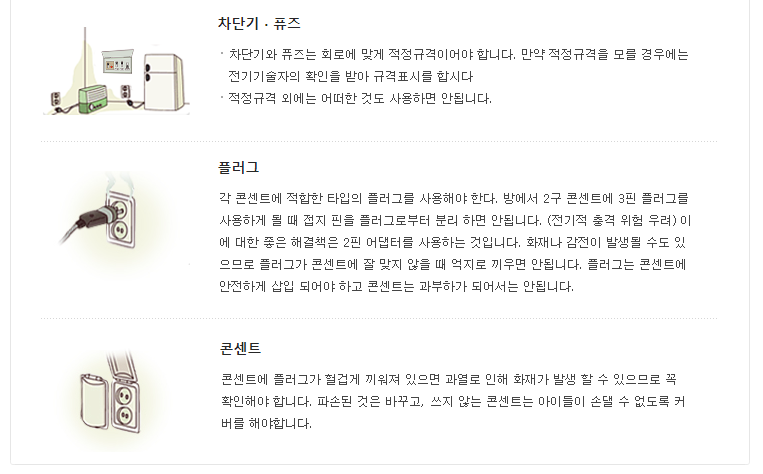 차단기 · 퓨즈
· 차단기와 퓨즈는 회로에 맞게 적정규격이어야 합니다. 만약 적정규격을 모를 경우에는
전기기술자의 확인을 받아 규격표시를 합시다
· 적정규격 외에는 어떠한 것도 사용하면 안됩니다.
플러그
각 콘센트에 적합한 타입의 플러그를 사용해야 한다. 방에서 2구 콘센트에 3핀 플러그를
사용하게 될 때 접지 핀을 플러그로부터 분리 하면 안됩니다. (전기적 충격 위험 우려) 이
에 대한 좋은 해결책은 2핀 어댑터를 사용하는 것입니다. 화재나 감전이 발생될 수도 있
으므로 플러그가 콘센트에 잘 맞지 않을 때 억지로 끼우면 안됩니다. 플러그는 콘센트에
안전하게 삽입 되어야 하고 콘센트는 과부하가 되어서는 안됩니다.
콘센트
콘센트에 플러그가 헐겁게 끼워져 있으면 과열로 인해 화재가 발생 할 수 있으므로 꼭
확인해야 합니다. 파손된 것은 바꾸고, 쓰지 않는 콘센트는 아이들이 손댈 수 없도록 커
버를 해야합니다.